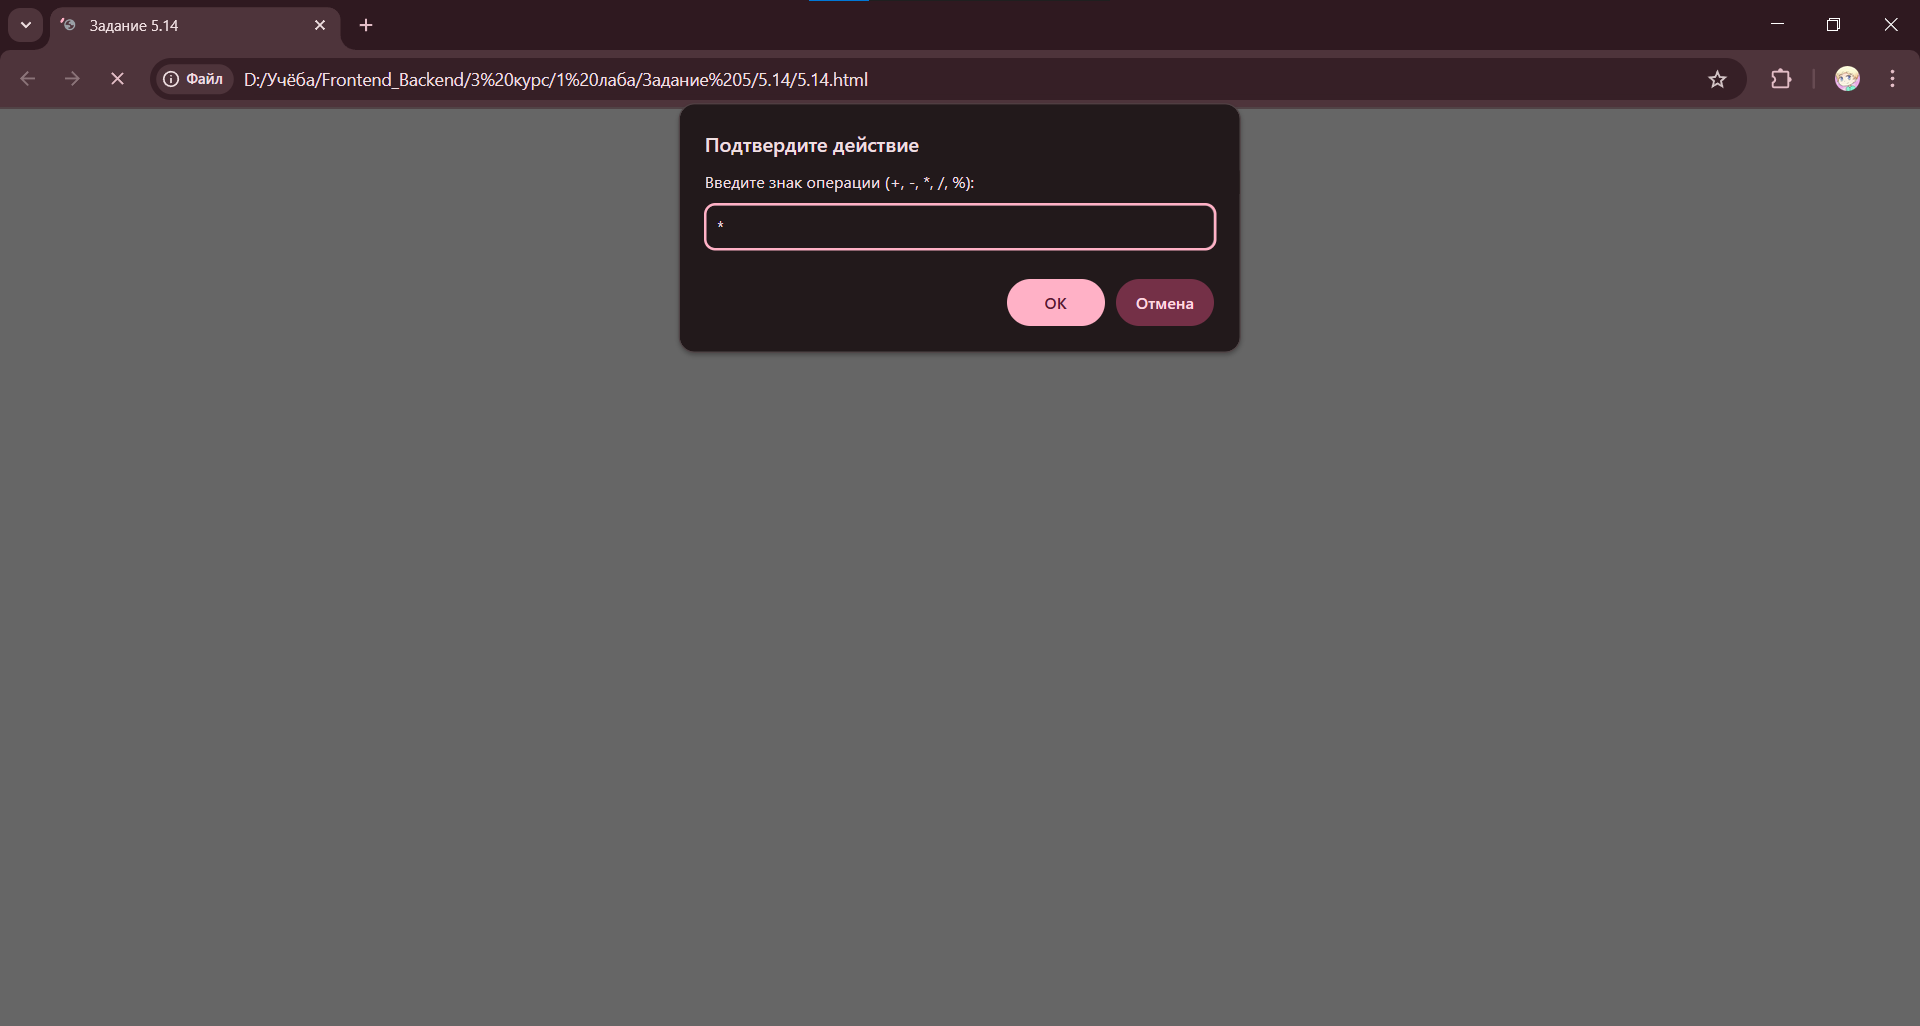 Задание 5.14
Файл
D:/Учёба/Frontend_Backend/3%20курс/1%20лаба/Задание%205/5.14/5.14.html
Подтвердите действие
Введите знак операции (+, -, *, /, %):
*
ОК
Отмена